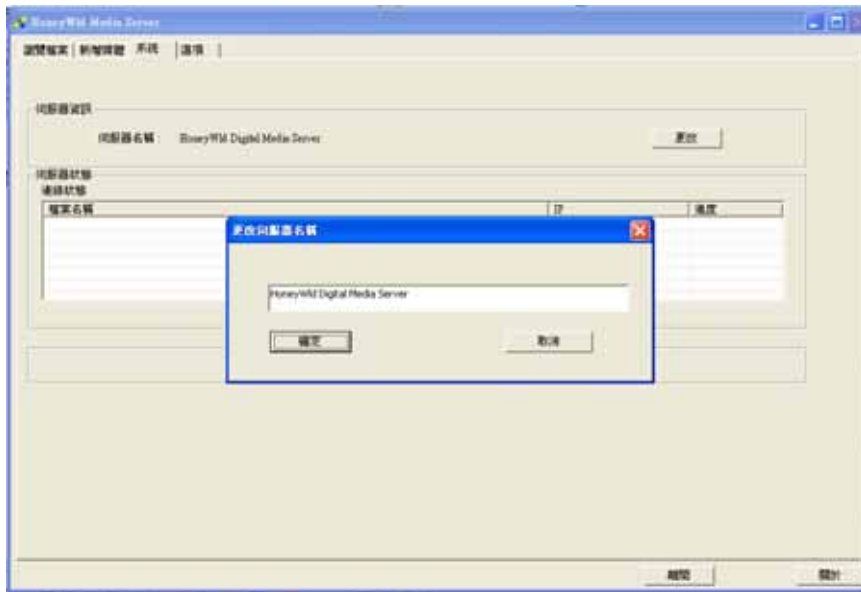 HoneyWld Media Server
瀏覽檔案 新增媒體 系統 選項
伺服器資訊
伺服器名稱 HoneyWld Digital Media Server 更改
伺服器狀態
連線狀態
檔案名稱 IP 進度
更改伺服器名稱
HoneyWld Digital Media Server
確定 取消
離開 關於